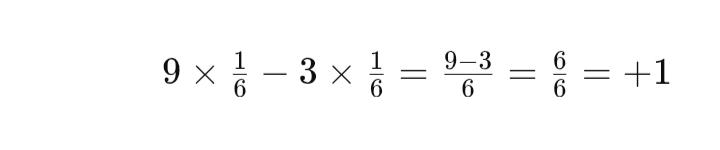 9 × 1/6 − 3 × 1/6 = 9−3/6 = 6/6 = +1